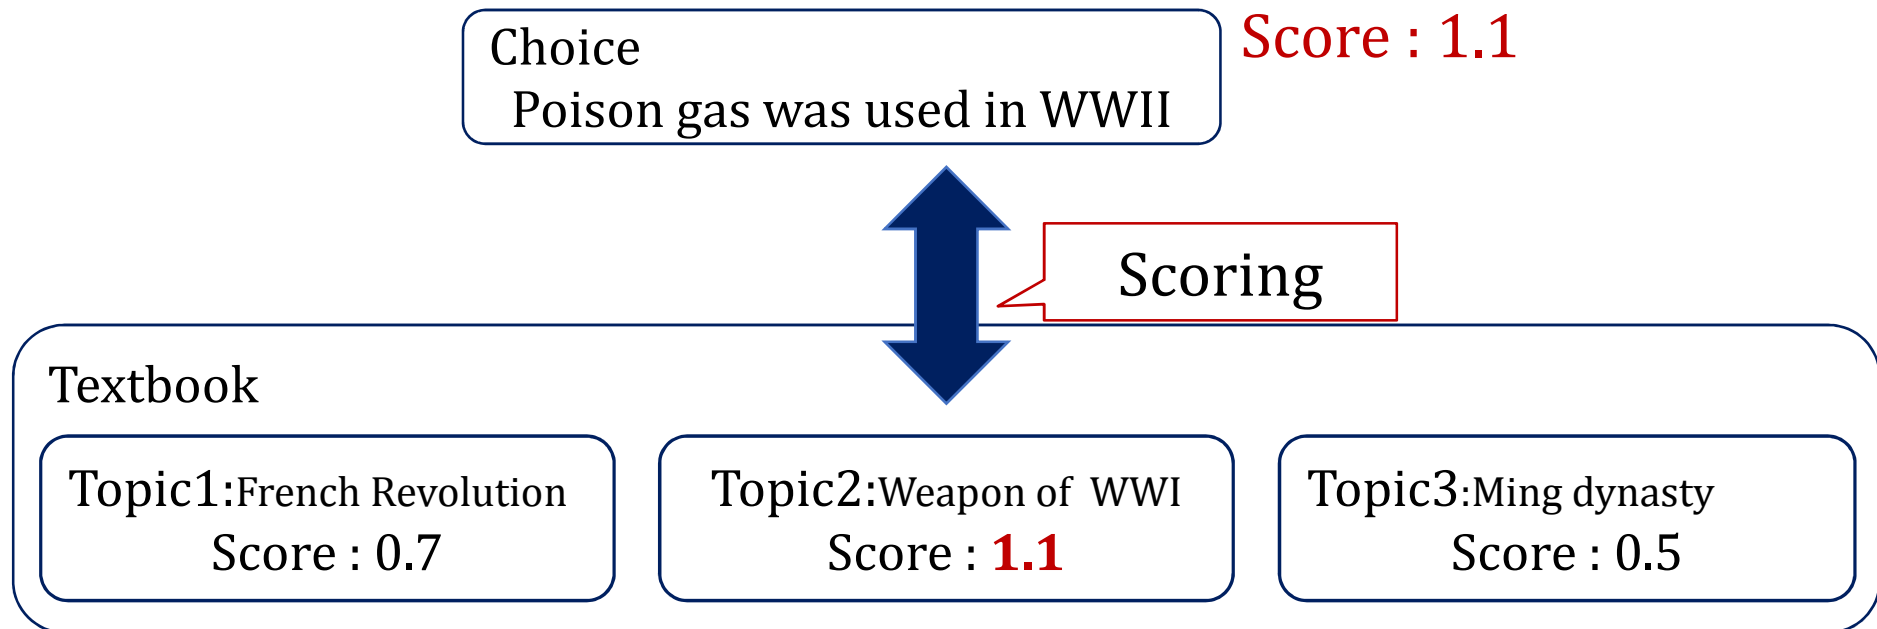 Choice
Score : 1.1
Poison gas was used in WWII
Scoring
Textbook
Topic1:French Revolution
Score : 0.7
Topic2:Weapon of WWI
Score : 1.1
Topic3:Ming dynasty
Score : 0.5